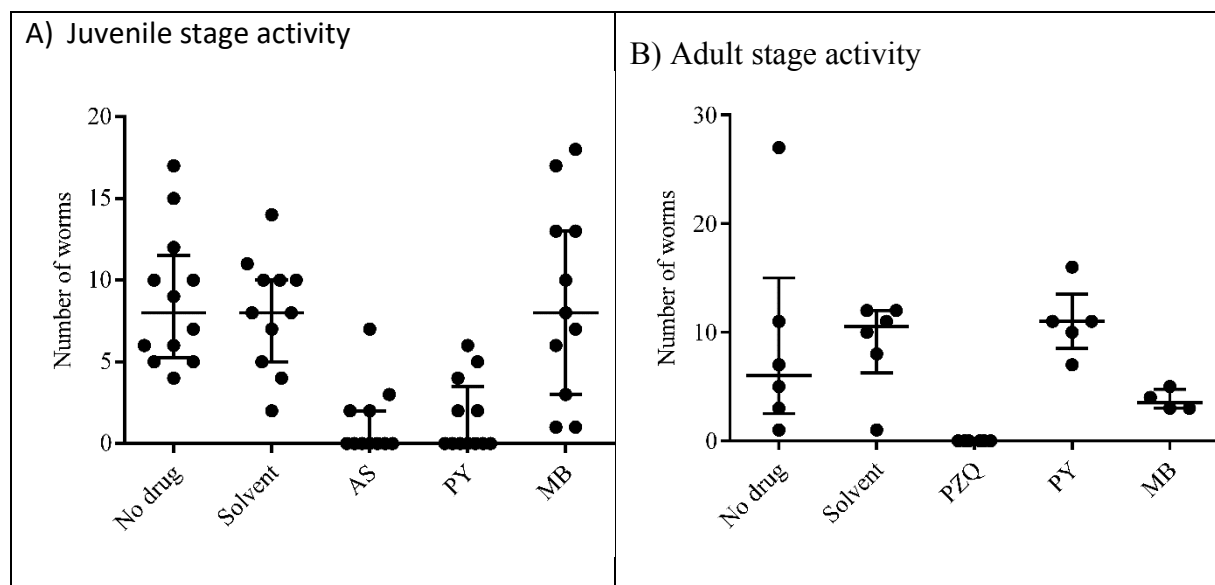 A) Juvenile stage activity
Number of worms
20
15
10
5
0
No drug
Solvent
AS
PY
MB
B) Adult stage activity
Number of worms
30
20
10
0
No drug
Solvent
PZQ
PY
MB